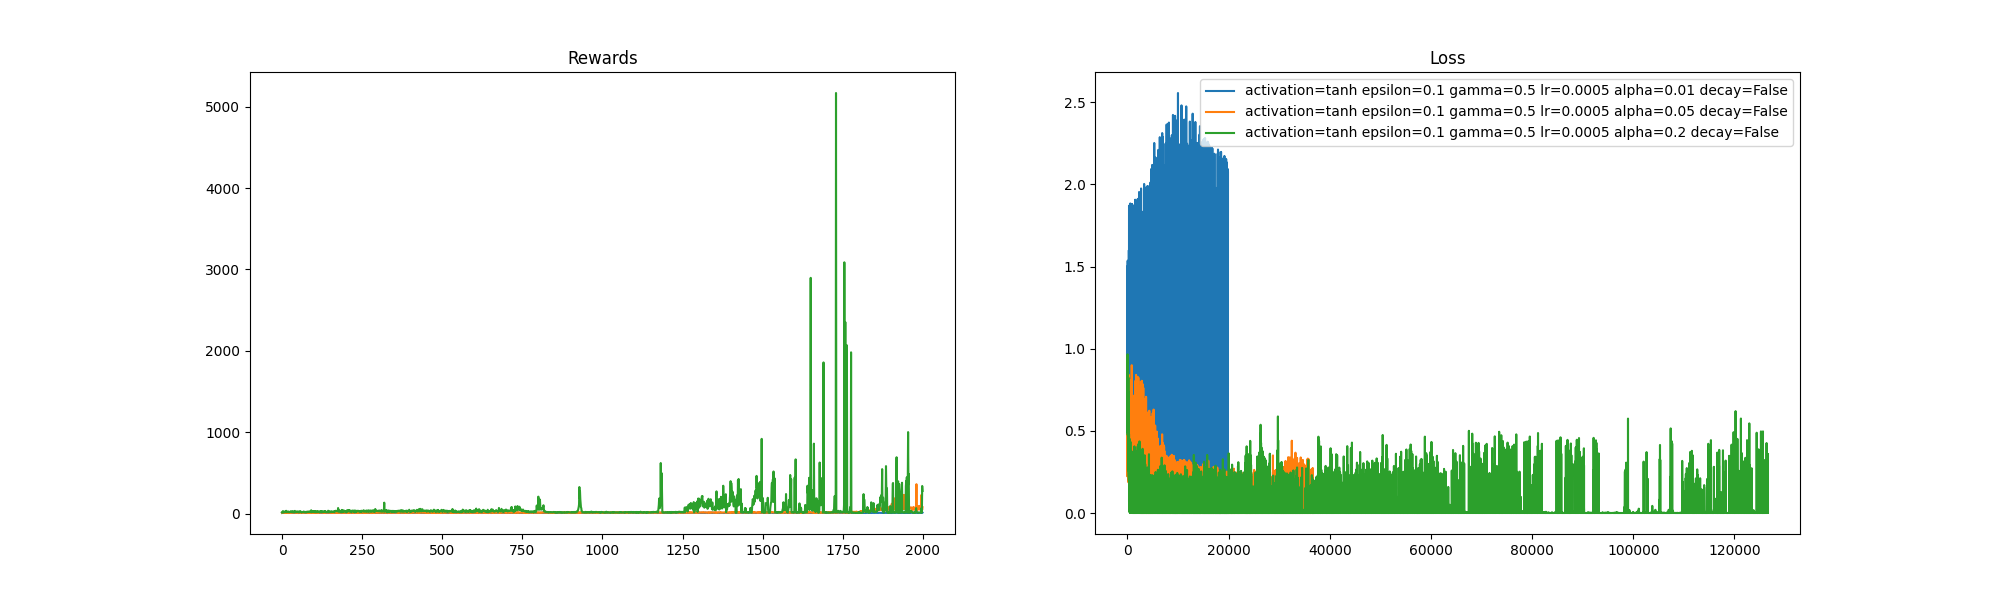 Rewards
5000
4000
3000
2000
1000
0
0 250 500 750 1000 1250 1500 1750 2000
Loss
activation=tanh epsilon=0.1 gamma=0.5 lr=0.0005 alpha=0.01 decay=False
activation=tanh epsilon=0.1 gamma=0.5 lr=0.0005 alpha=0.05 decay=False
activation=tanh epsilon=0.1 gamma=0.5 lr=0.0005 alpha=0.2 decay=False
2.5
2.0
1.5
1.0
0.5
0.0
0 20000 40000 60000 80000 100000 120000